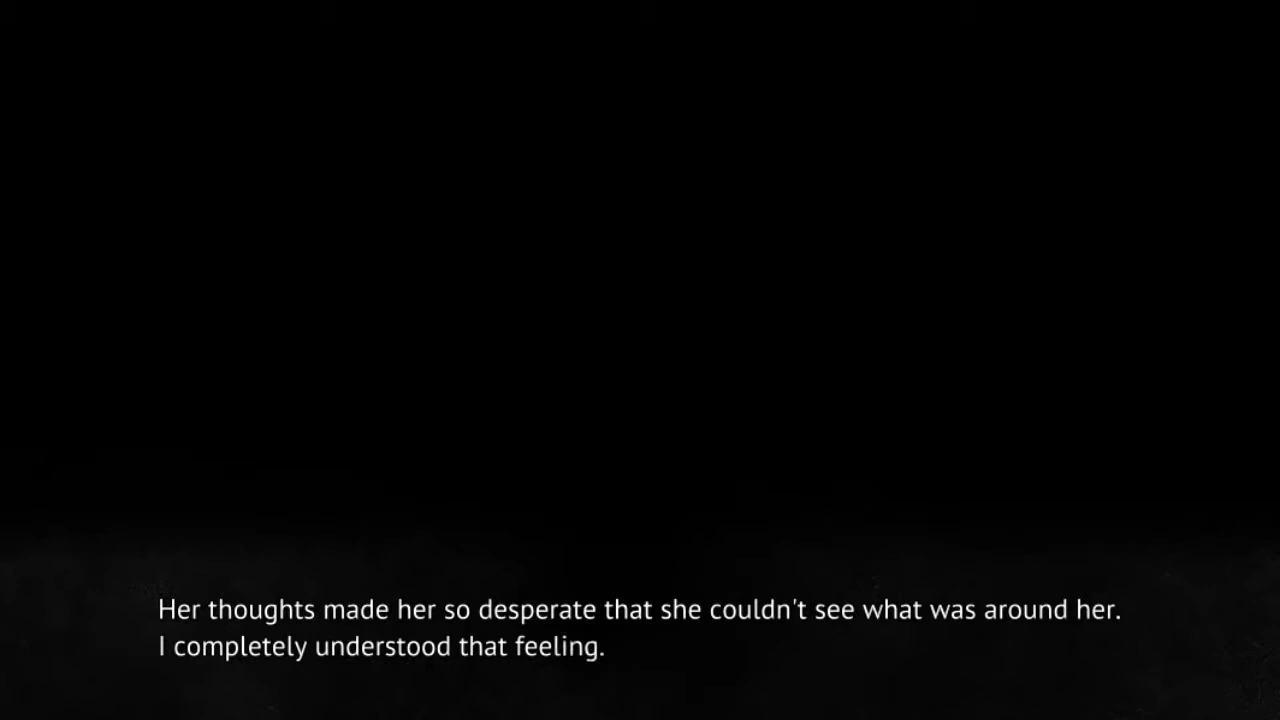 Her thoughts made her so desperate that she couldn't see what was around her.
I completely understood that feeling.